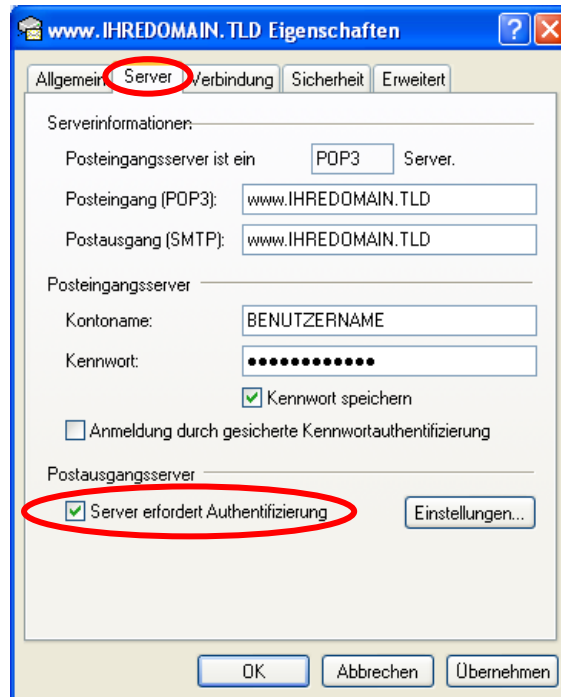 www.IHREDOMAIN.TLD Eigenschaften
Allgemein Server Verbindung Sicherheit Erweitert
Serverinformationen:
Posteingangsserver ist ein POP3 Server.
Posteingang (POP3): www.IHREDOMAIN.TLD
Postausgang (SMTP): www.IHREDOMAIN.TLD
Posteingangsserver
Kontoname: BENUTZERNAME
Kennwort: ●●●●●●●●●●●●
Kennwort speichern
Anmeldung durch gesicherte Kennwortauthentifizierung
Postausgangsserver
Server erfordert Authentifizierung Einstellungen...
OK Abbrechen Übernehmen